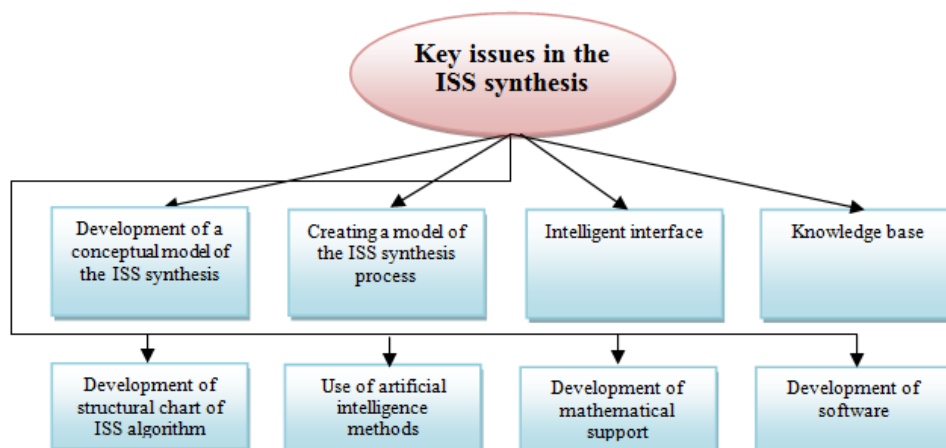 Key issues in the
ISS synthesis
Development of a
conceptual model of
the ISS synthesis
Creating a model of
the ISS synthesis
process
Intelligent interface
Knowledge base
Development of
structural chart of
ISS algorithm
Use of artificial
intelligence
methods
Development of
mathematical
support
Development of
software